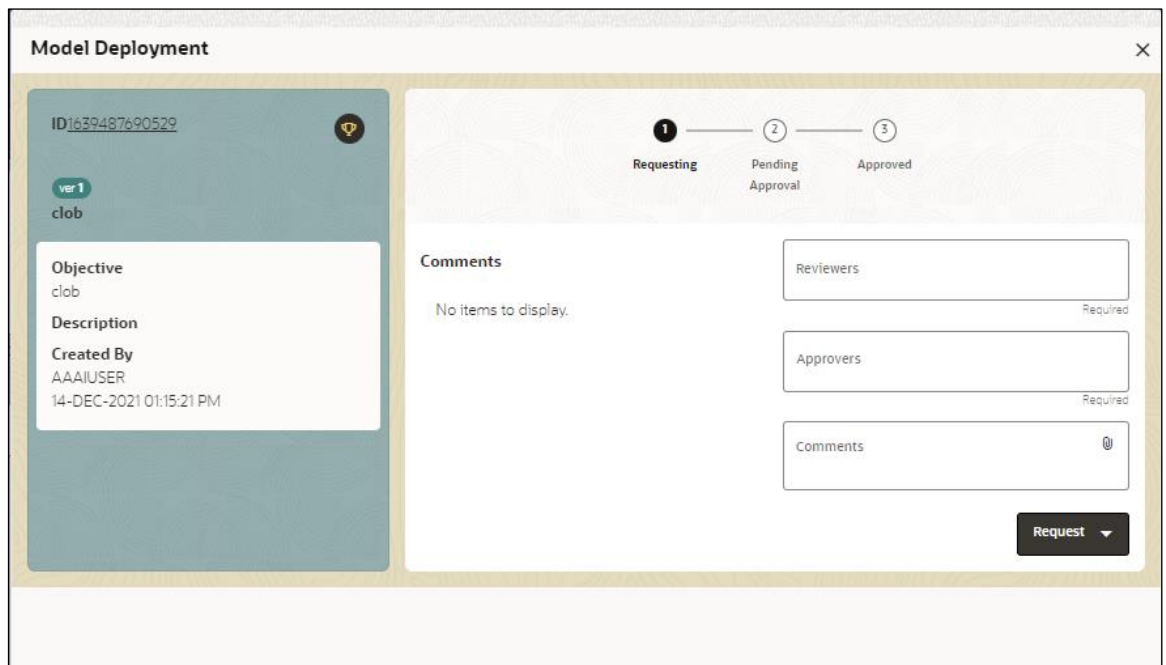 Model Deployment
ID1639487690529
ver 1
clob
Objective
clob
Description
Created By
AAAIUSER
14-DEC-2021 01:15:21 PM
1
2
3
Requesting
Pending
Approval
Approved
Comments
No items to display.
Reviewers
Required
Approvers
Required
Comments
Request